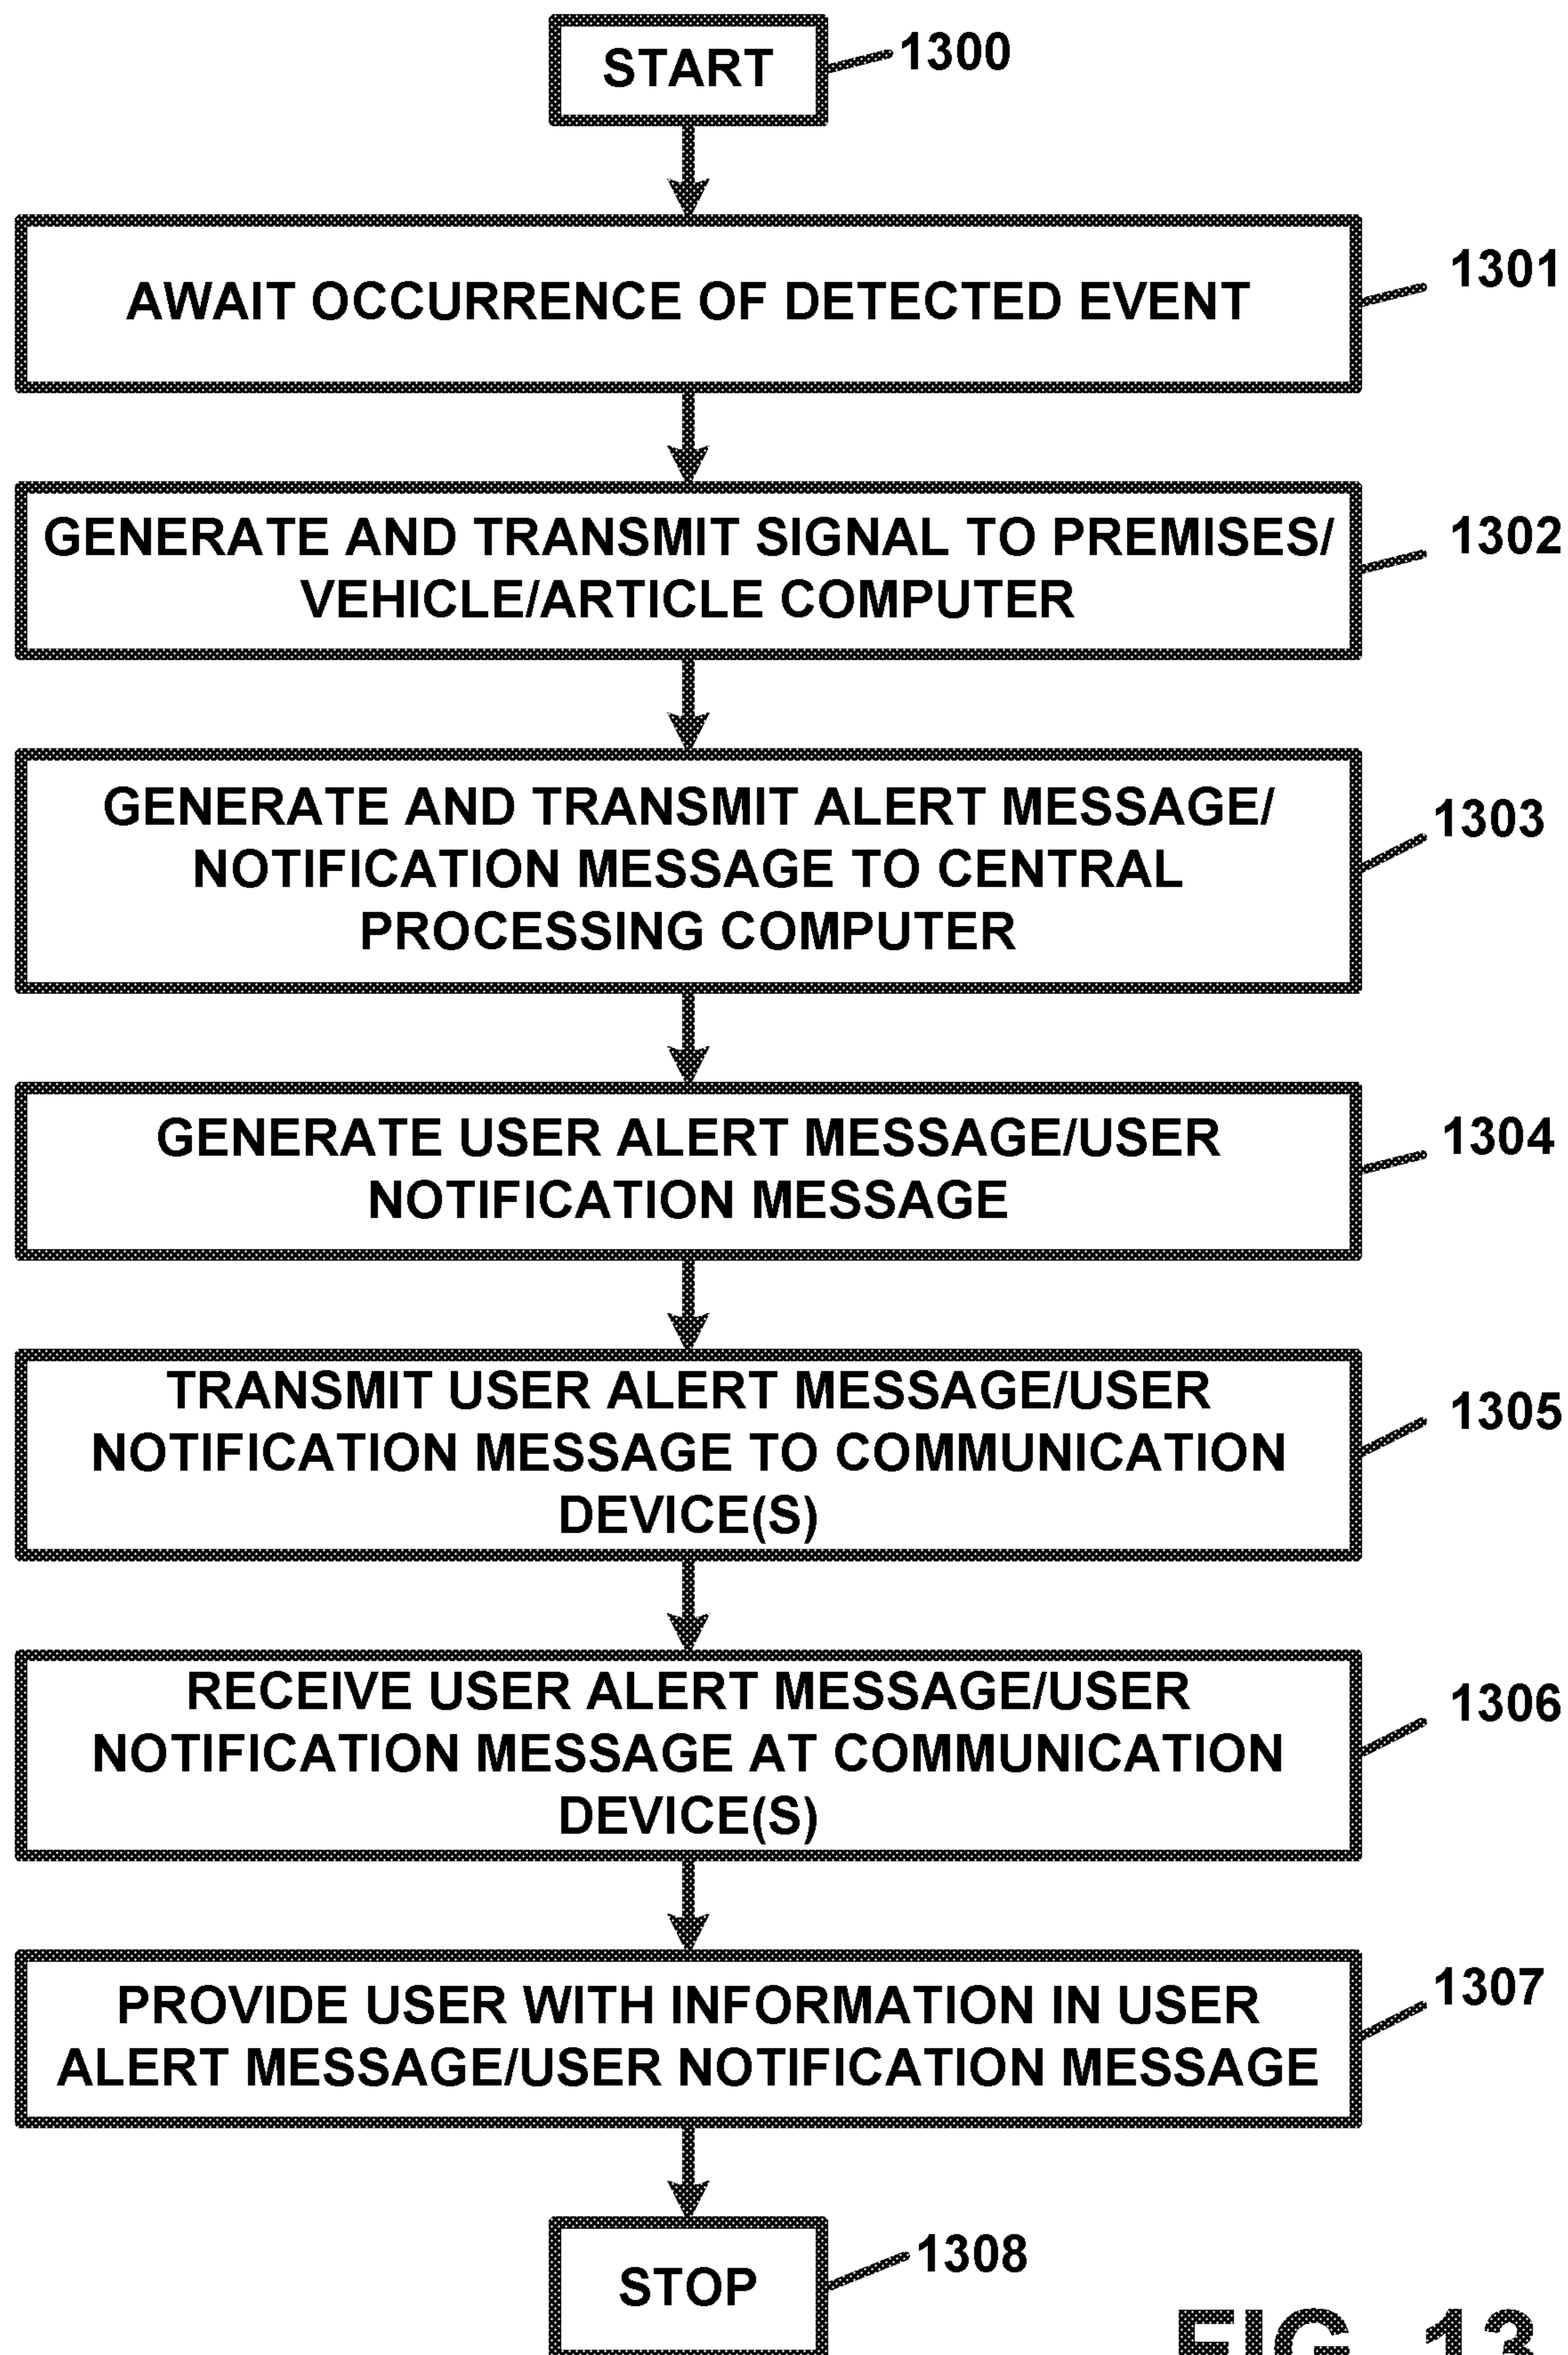 START
1300
AWAIT OCCURRENCE OF DETECTED EVENT
1301
GENERATE AND TRANSMIT SIGNAL TO PREMISES/
VEHICLE/ARTICLE COMPUTER
1302
GENERATE AND TRANSMIT ALERT MESSAGE/
NOTIFICATION MESSAGE TO CENTRAL
PROCESSING COMPUTER
1303
GENERATE USER ALERT MESSAGE/USER
NOTIFICATION MESSAGE
1304
TRANSMIT USER ALERT MESSAGE/USER
NOTIFICATION MESSAGE TO COMMUNICATION
DEVICE(S)
1305
RECEIVE USER ALERT MESSAGE/USER
NOTIFICATION MESSAGE AT COMMUNICATION
DEVICE(S)
1306
PROVIDE USER WITH INFORMATION IN USER
ALERT MESSAGE/USER NOTIFICATION MESSAGE
1307
STOP
1308
FIG. 13